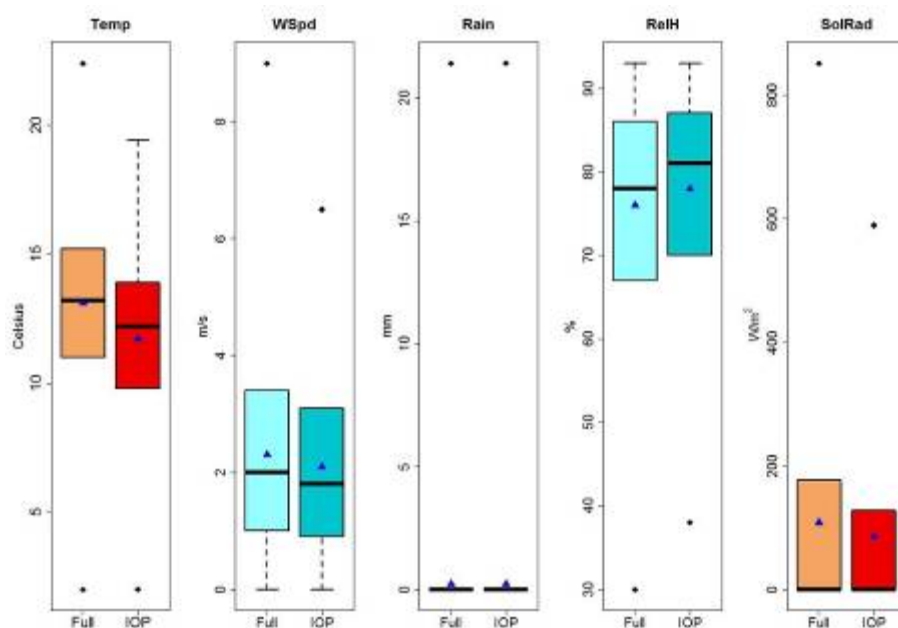 Temp
Celsius
20
15
10
5
Full IOP
WSpd
m/s
8
6
4
2
0
Full IOP
Rain
mm
20
15
10
5
0
Full IOP
RelH
%
90
80
70
60
50
40
30
Full IOP
SolRad
W/m²
800
600
400
200
0
Full IOP